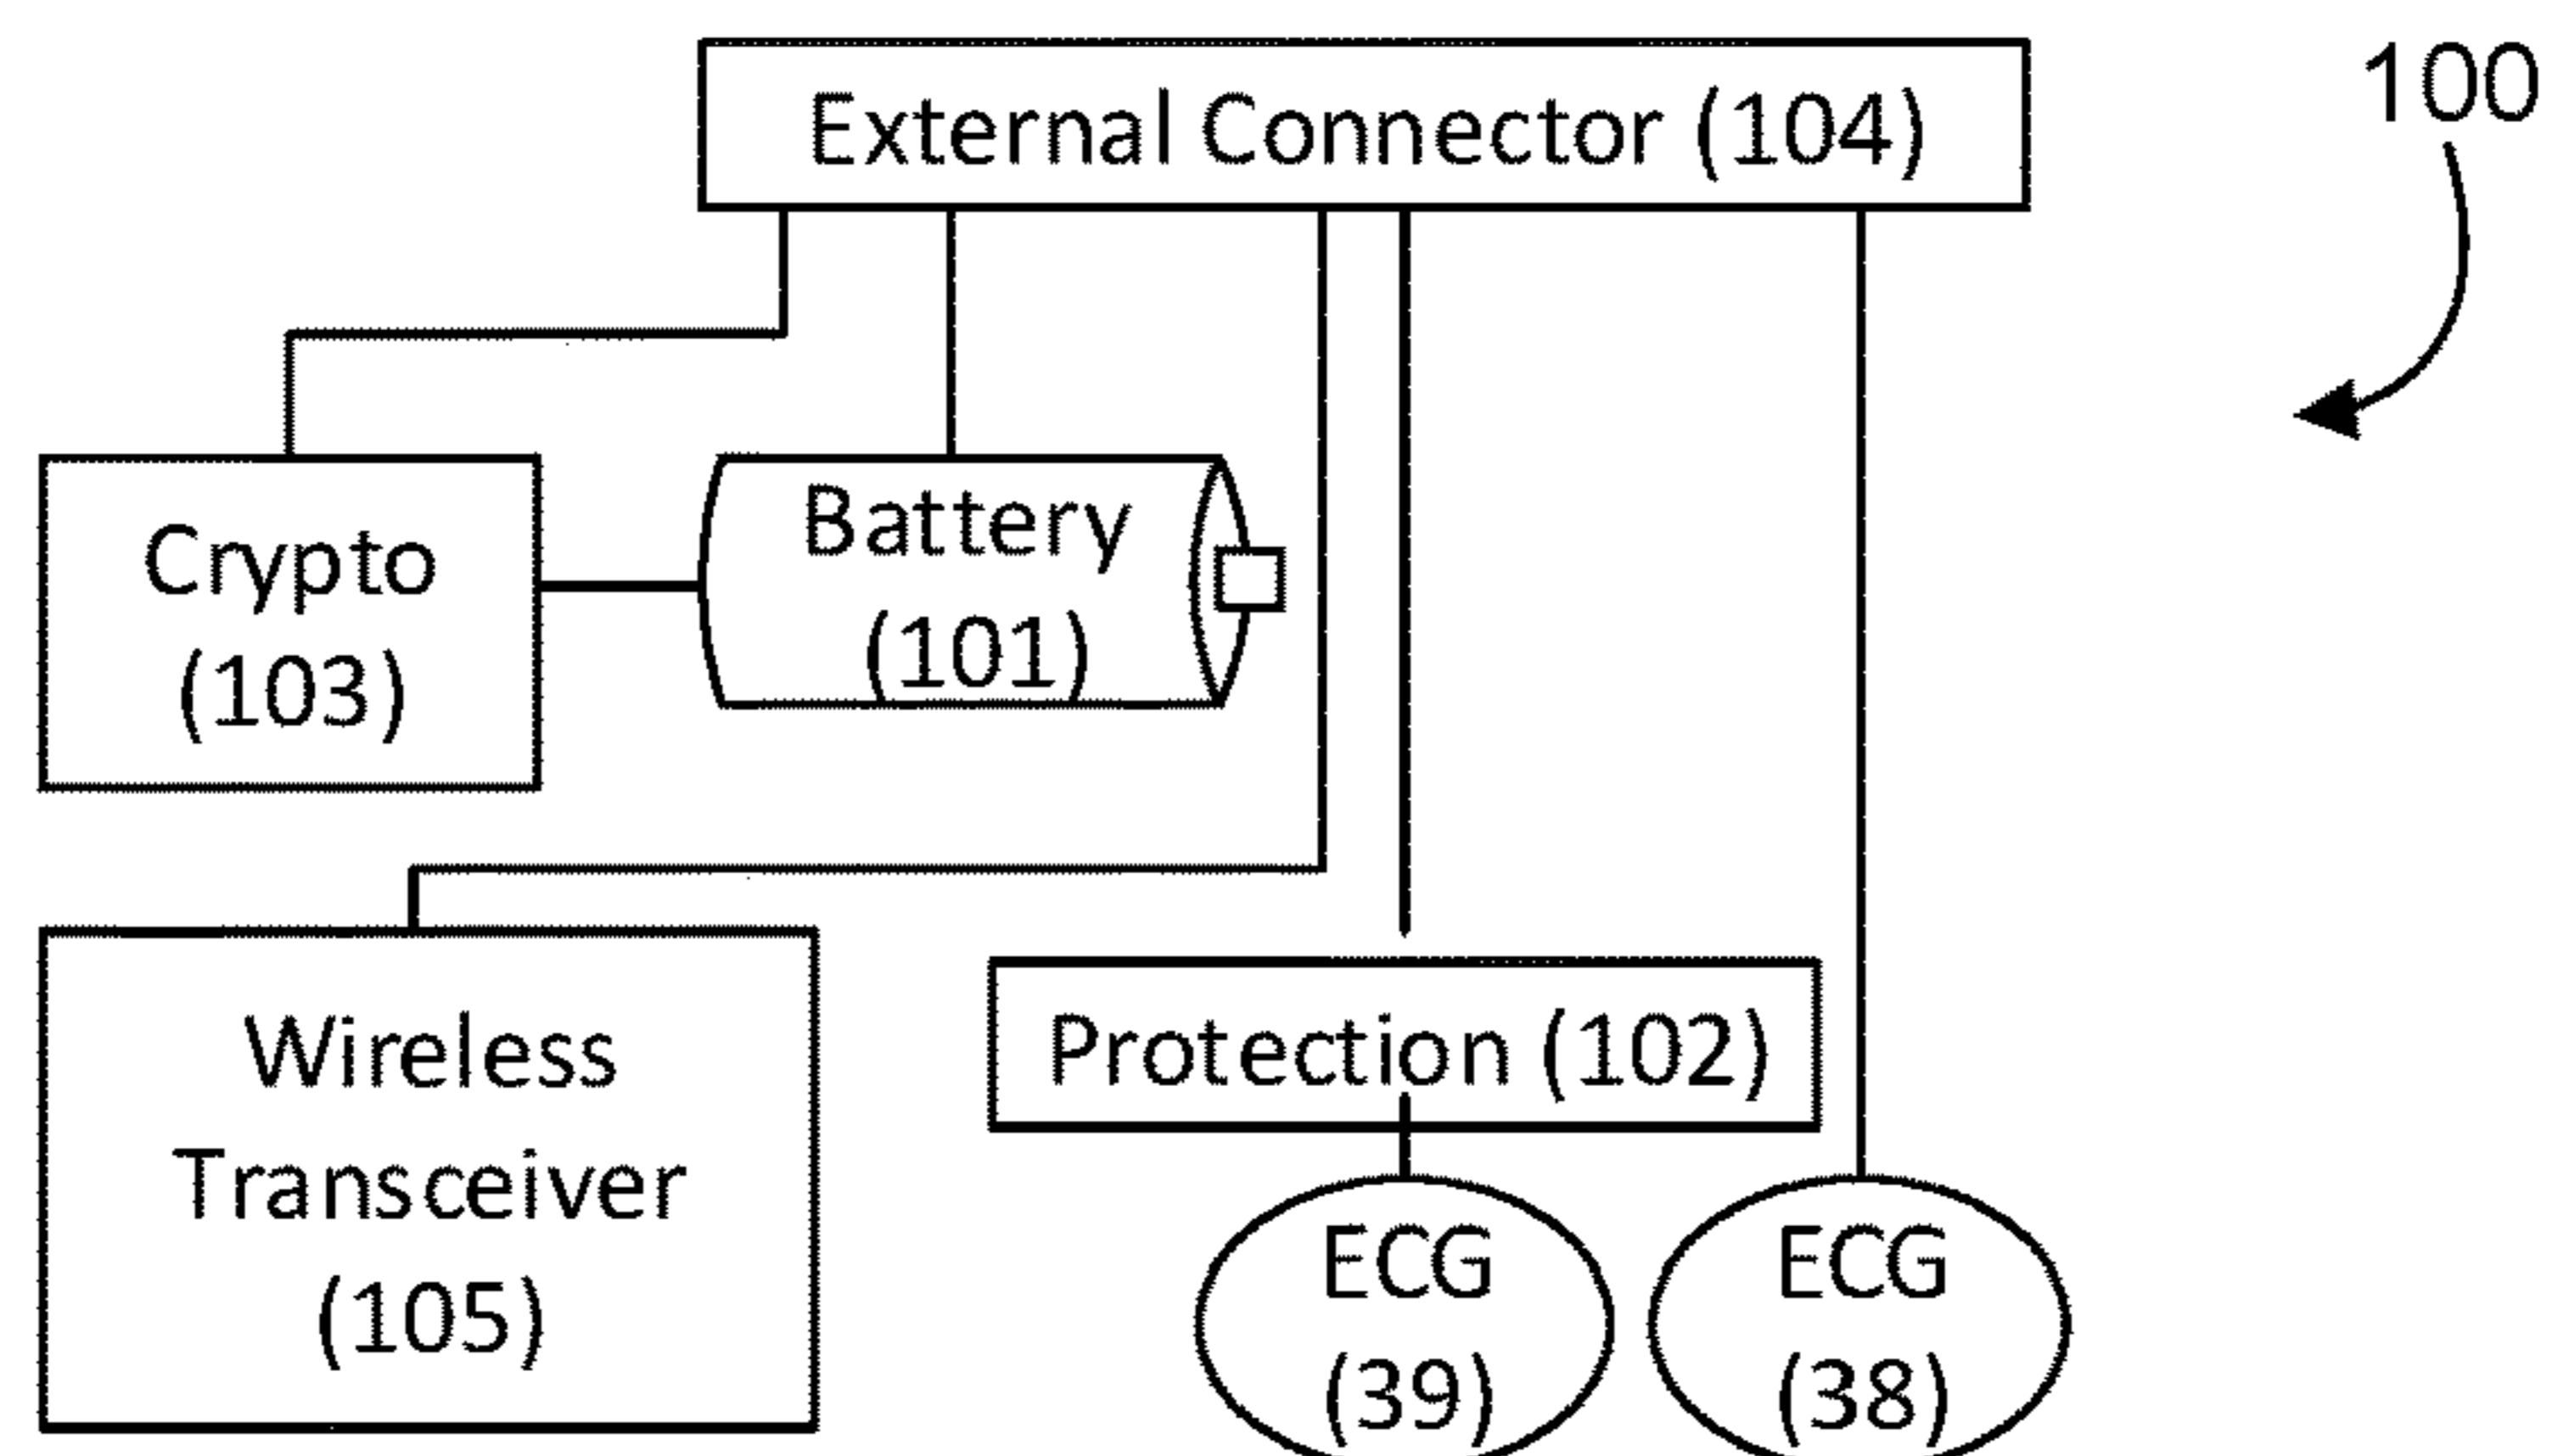 External Connector (104)
100
Crypto
(103)
Battery
(101)
Wireless
Transceiver
(105)
Protection (102)
ECG
(39)
ECG
(38)